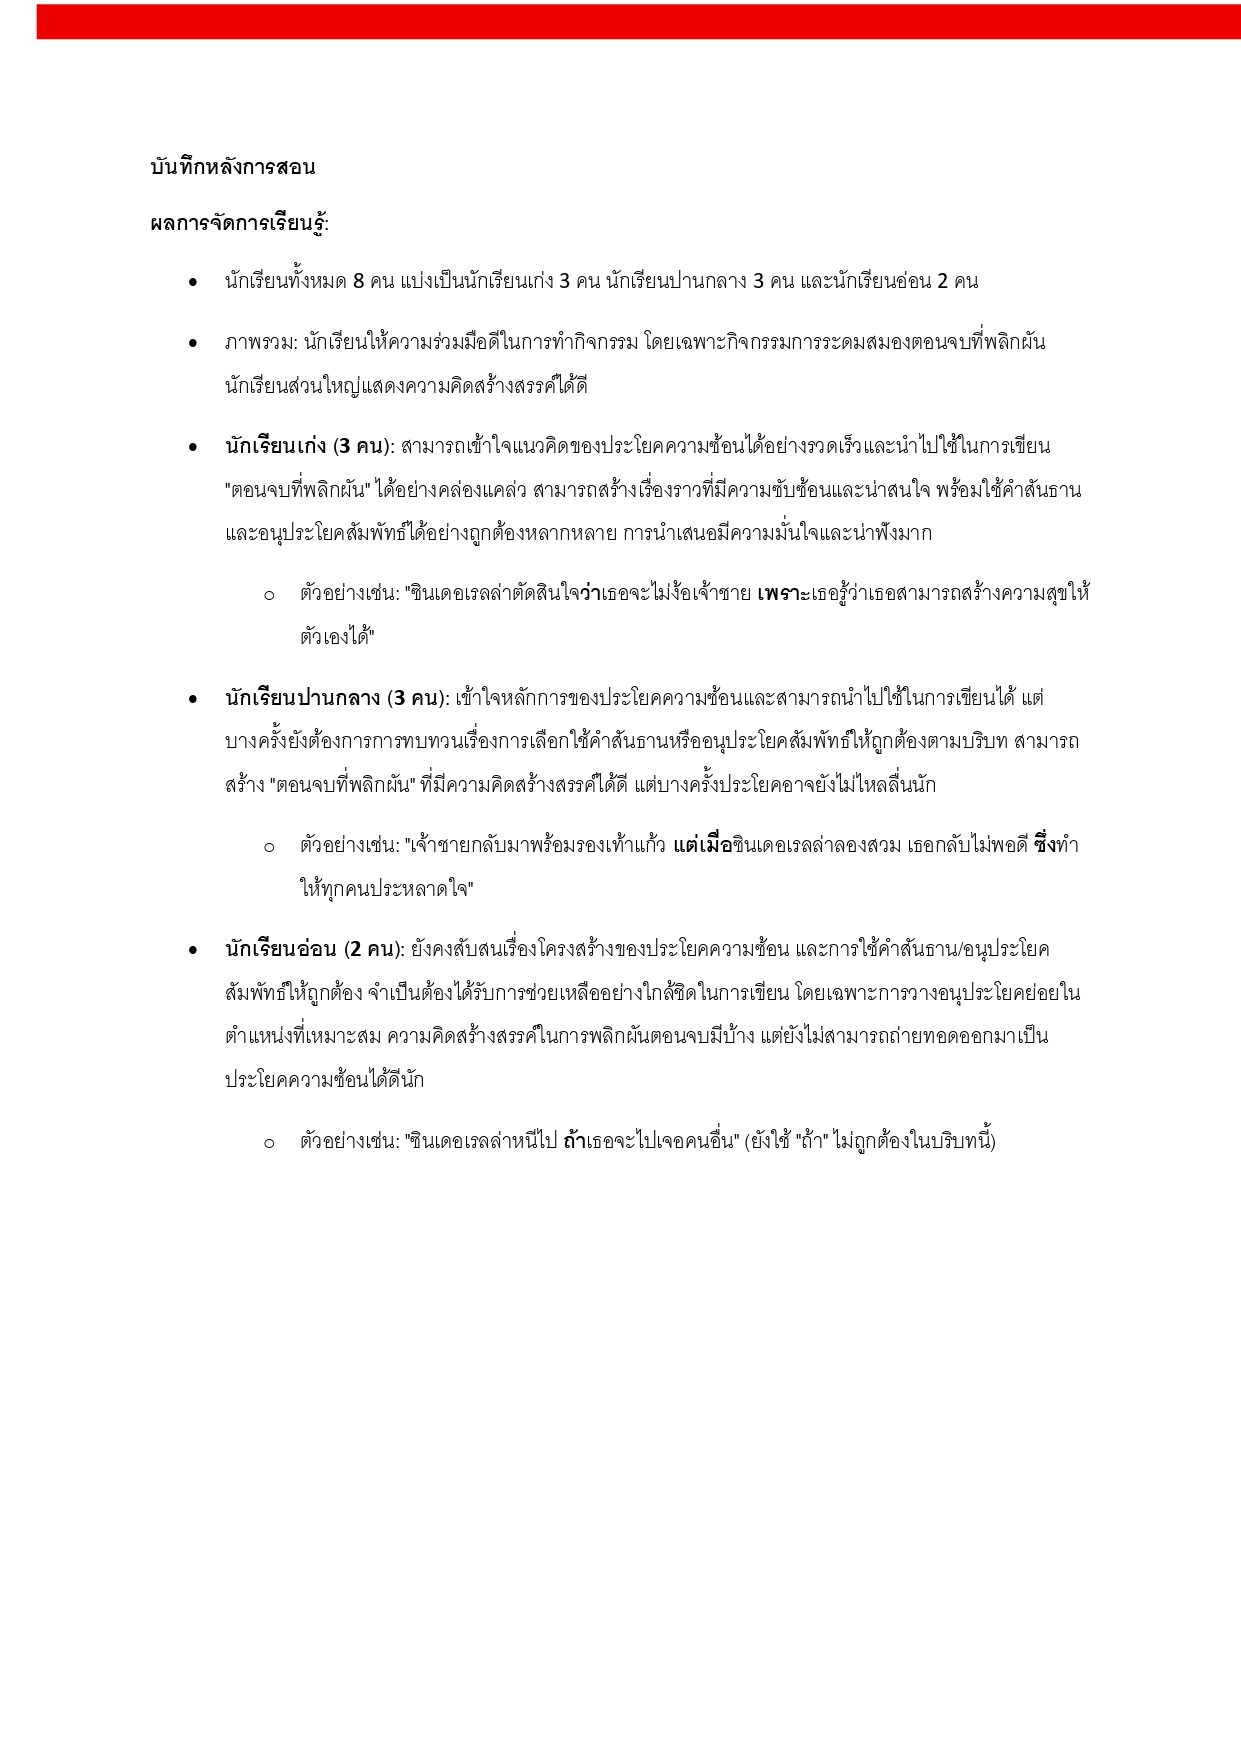 บันทึกหลังการสอน
ผลการจัดการเรียนรู้:
• นักเรียนทั้งหมด 8 คน แบ่งเป็นนักเรียนเก่ง 3 คน นักเรียนปานกลาง 3 คน และนักเรียนอ่อน 2 คน
• ภาพรวม: นักเรียนให้ความร่วมมือดีในการทำกิจกรรม โดยเฉพาะกิจกรรมการระดมสมองตอนจบที่พลิกผัน
นักเรียนส่วนใหญ่แสดงความคิดสร้างสรรค์ได้ดี
• นักเรียนเก่ง (3 คน): สามารถเข้าใจแนวคิดของประโยคความซ้อนได้อย่างรวดเร็วและนำไปใช้ในการเขียน
"ตอนจบที่พลิกผัน" ได้อย่างคล่องแคล่ว สามารถสร้างเรื่องราวที่มีความซับซ้อนและน่าสนใจ พร้อมใช้คำสันธาน
และอนุประโยคสัมพัทธ์ได้อย่างถูกต้องหลากหลาย การนำเสนอมีความมั่นใจและน่าฟังมาก
o ตัวอย่างเช่น: "ซินเดอเรลล่าตัดสินใจว่าเธอจะไม่ง้อเจ้าชาย เพราะเธอรู้ว่าเธอสามารถสร้างความสุขให้
ตัวเองได้"
• นักเรียนปานกลาง (3 คน): เข้าใจหลักการของประโยคความซ้อนและสามารถนำไปใช้ในการเขียนได้ แต่
บางครั้งยังต้องการการทบทวนเรื่องการเลือกใช้คำสันธานหรืออนุประโยคสัมพัทธ์ให้ถูกต้องตามบริบท สามารถ
สร้าง "ตอนจบที่พลิกผัน" ที่มีความคิดสร้างสรรค์ได้ดี แต่บางครั้งประโยคอาจยังไม่ไหลลื่นนัก
o ตัวอย่างเช่น: "เจ้าชายกลับมาพร้อมรองเท้าแก้ว แต่เมื่อซินเดอเรลล่าลองสวม เธอกลับไม่พอดี ซึ่งทำ
ให้ทุกคนประหลาดใจ"
• นักเรียนอ่อน (2 คน): ยังคงสับสนเรื่องโครงสร้างของประโยคความซ้อน และการใช้คำสันธาน/อนุประโยค
สัมพัทธ์ให้ถูกต้อง จำเป็นต้องได้รับการช่วยเหลืออย่างใกล้ชิดในการเขียน โดยเฉพาะการวางอนุประโยคย่อยใน
ตำแหน่งที่เหมาะสม ความคิดสร้างสรรค์ในการพลิกผันตอนจบมีบ้าง แต่ยังไม่สามารถถ่ายทอดออกมาเป็น
ประโยคความซ้อนได้ดีนัก
o ตัวอย่างเช่น: "ซินเดอเรลล่าหนีไป ถ้าเธอจะไปเจอคนอื่น" (ยังใช้ "ถ้า" ไม่ถูกต้องในบริบทนี้)